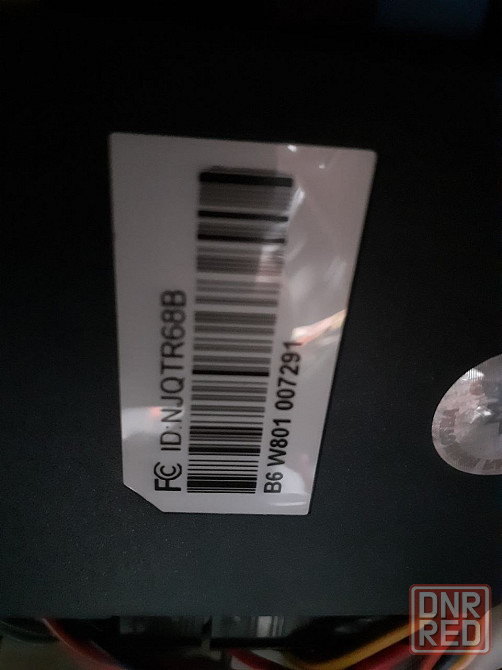 FC ID:NJQTR68B
B6 W801 007291
DNR
RED